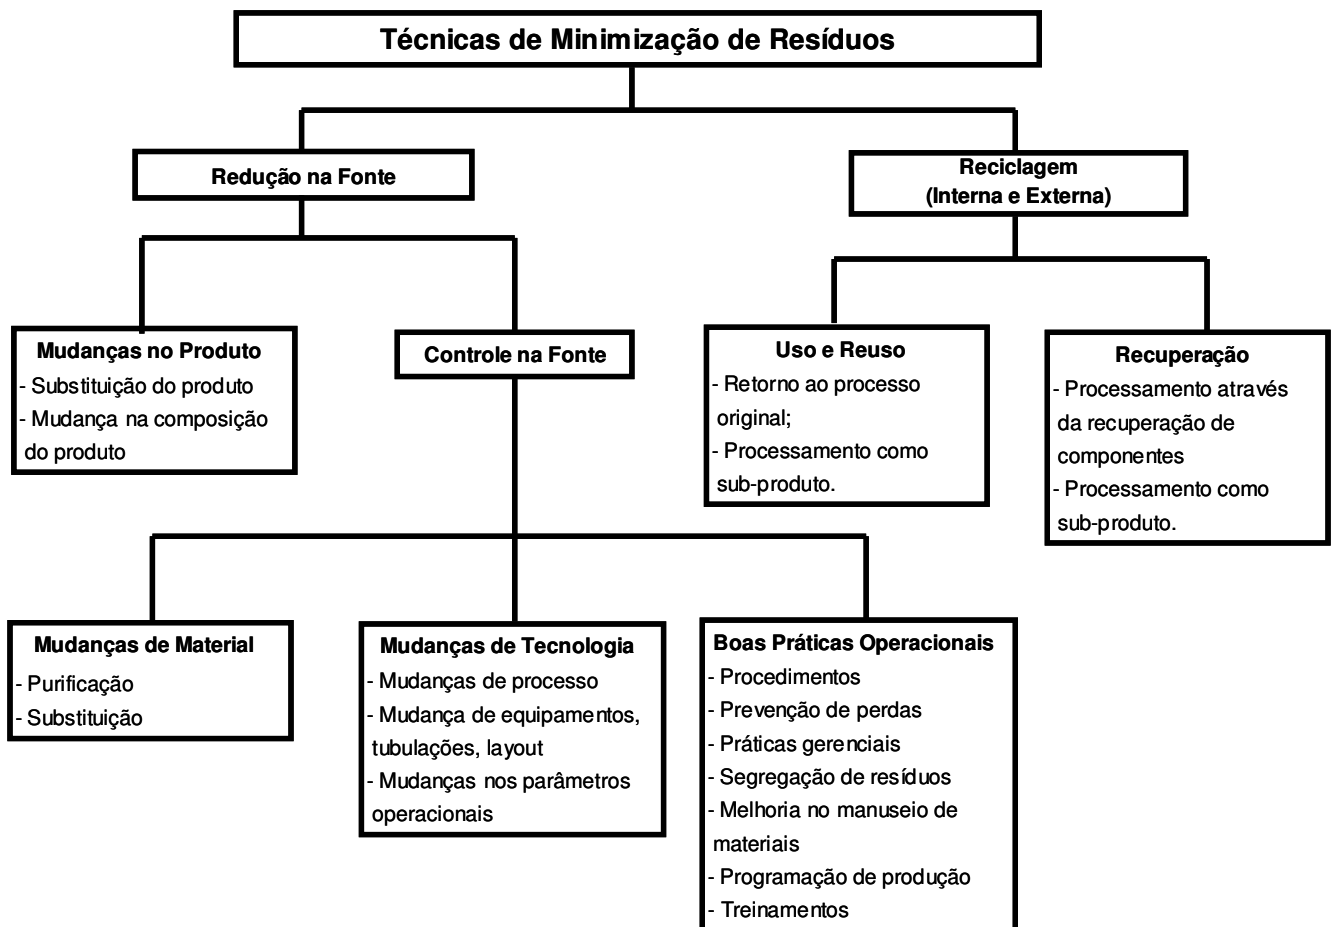 Técnicas de Minimização de Resíduos
Redução na Fonte
Reciclagem
(Interna e Externa)
Mudanças no Produto
- Substituição do produto
- Mudança na composição
do produto
Controle na Fonte
Uso e Reuso
- Retorno ao processo
original;
- Processamento como
sub-produto.
Recuperação
- Processamento através
da recuperação de
componentes
- Processamento como
sub-produto.
Mudanças de Material
- Purificação
- Substituição
Mudanças de Tecnologia
- Mudanças de processo
- Mudança de equipamentos,
tubulações, layout
- Mudanças nos parâmetros
operacionais
Boas Práticas Operacionais
- Procedimentos
- Prevenção de perdas
- Práticas gerenciais
- Segregação de resíduos
- Melhoria no manuseio de
materiais
- Programação de produção
- Treinamentos